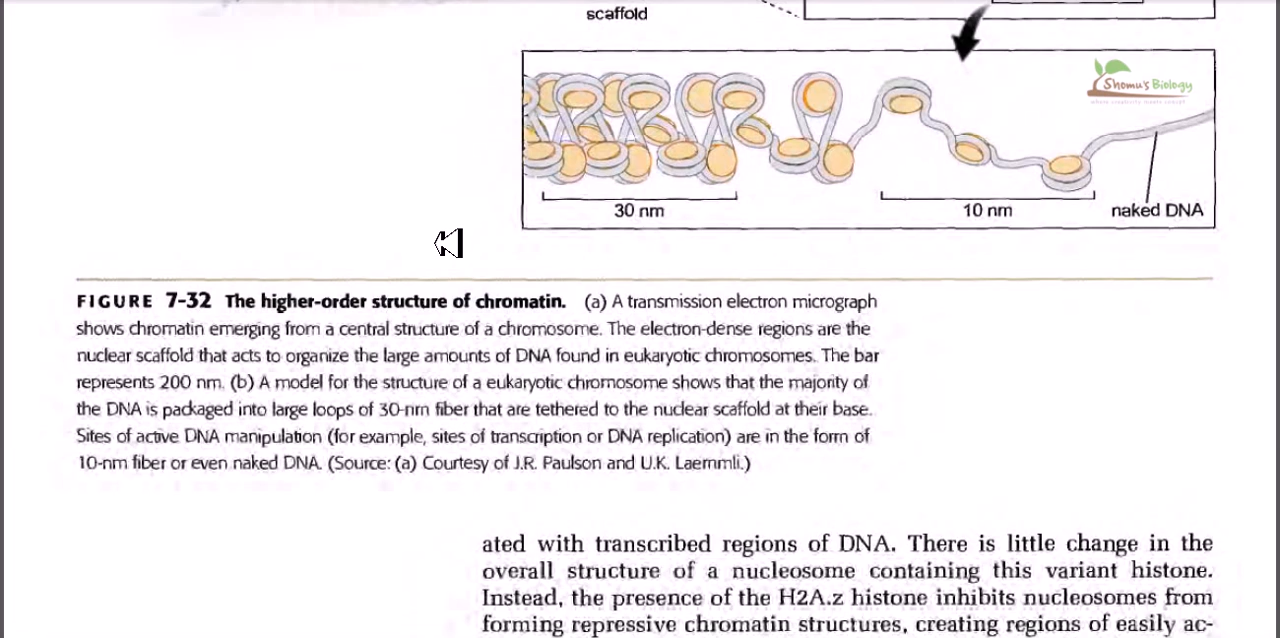 scaffold
Shomu's Biology
30 nm
10 nm
naked DNA
FIGURE 7-32 The higher-order structure of chromatin. (a) A transmission electron micrograph
shows chromatin emerging from a central structure of a chromosome. The electron-dense regions are the
nuclear scaffold that acts to organize the large amounts of DNA found in eukaryotic chromosomes. The bar
represents 200 nm. (b) A model for the structure of a eukaryotic chromosome shows that the majority of
the DNA is packaged into large loops of 30-nm fiber that are tethered to the nuclear scaffold at their base.
Sites of active DNA manipulation (for example, sites of transcription or DNA replication) are in the form of
10-nm fiber or even naked DNA. (Source: (a) Courtesy of J.R. Paulson and U.K. Laemmli.)
ated with transcribed regions of DNA. There is little change in the
overall structure of a nucleosome containing this variant histone.
Instead, the presence of the H2A.z histone inhibits nucleosomes from
forming repressive chromatin structures, creating regions of easily ac-